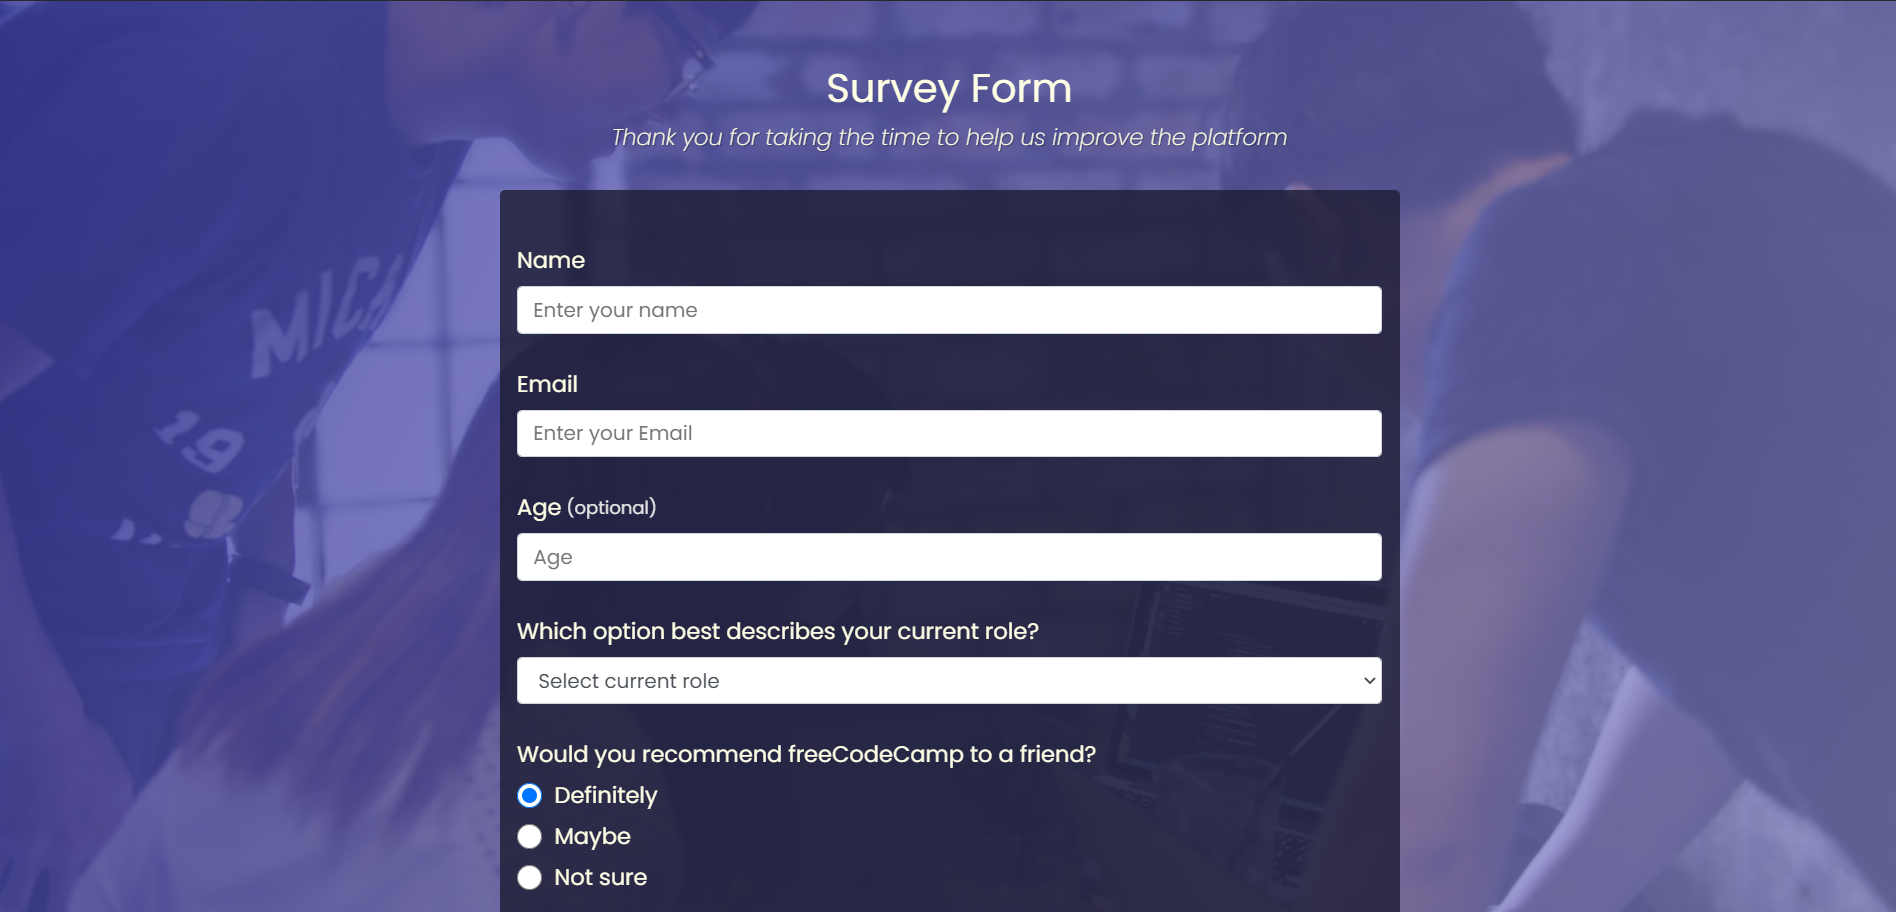 Survey Form
Thank you for taking the time to help us improve the platform
MICH
19
Name
Enter your name
Email
Enter your Email
Age (optional)
Age
Which option best describes your current role?
Select current role
Would you recommend freeCodeCamp to a friend?
Definitely
Maybe
Not sure